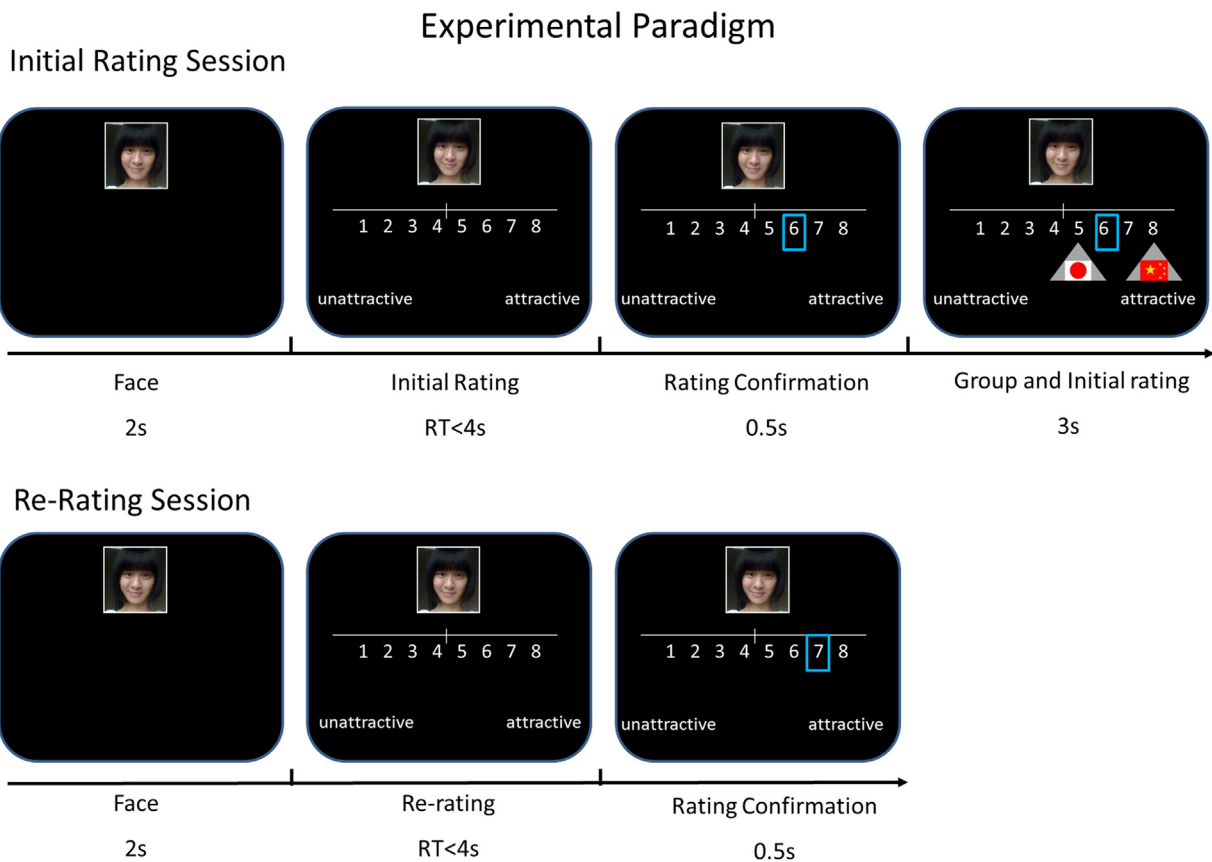 Experimental Paradigm
Initial Rating Session
1 2 3 4 5 6 7 8
unattractive attractive
1 2 3 4 5 6 7 8
unattractive attractive
1 2 3 4 5 6 7 8
unattractive attractive
Face
Initial Rating
Rating Confirmation
Group and Initial rating
2s
RT<4s
0.5s
3s
Re-Rating Session
1 2 3 4 5 6 7 8
unattractive attractive
1 2 3 4 5 6 7 8
unattractive attractive
Face
Re-rating
Rating Confirmation
2s
RT<4s
0.5s